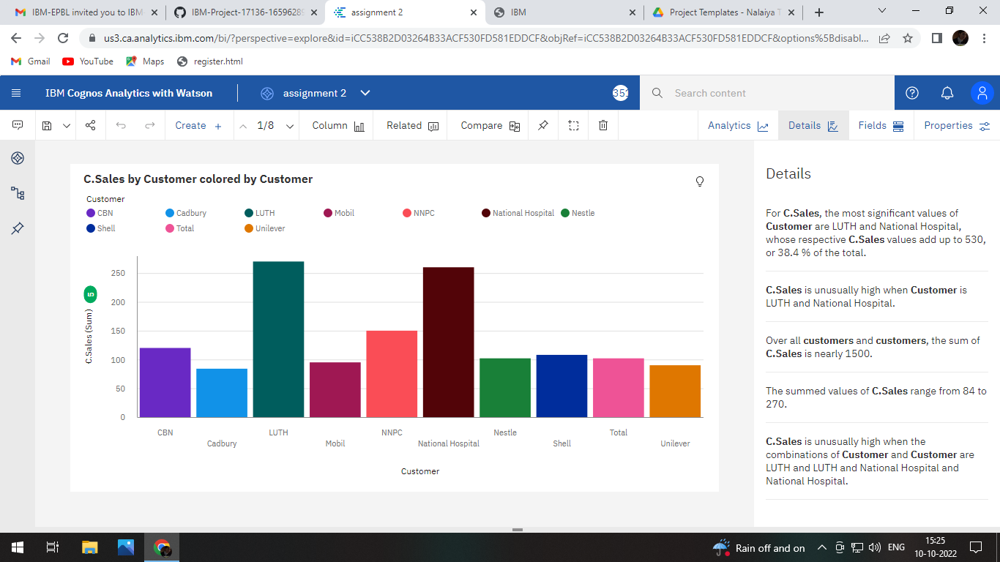 IBM-EPBL invited you to IBM
IBM-Project-17136-16596289
assignment 2
IBM
Project Templates - Nalaiya T
us3.ca.analytics.ibm.com/bi/?perspective=explore&id=iCC538B2D03264B33ACF530FD581EDDCF&objRef=iCC538B2D03264B33ACF530FD581EDDCF&options%5Bdisabl...
Gmail YouTube Maps register.html
IBM Cognos Analytics with Watson assignment 2 351 Search content
Create + 1/8 Column Related Compare Analytics Details Fields Properties
C.Sales by Customer colored by Customer
Customer
CBN Cadbury LUTH Mobil NNPC National Hospital Nestle
Shell Total Unilever
C.Sales (Sum)
250
200
150
100
50
0
CBN LUTH NNPC Nestle Total
Cadbury Mobil National Hospital Shell Unilever
Customer
Details
For C.Sales, the most significant values of
Customer are LUTH and National Hospital,
whose respective C.Sales values add up to 530,
or 38.4 % of the total.
C.Sales is unusually high when Customer is
LUTH and National Hospital.
Over all customers and customers, the sum of
C.Sales is nearly 1500.
The summed values of C.Sales range from 84 to
270.
C.Sales is unusually high when the
combinations of Customer and Customer are
LUTH and LUTH and National Hospital and
National Hospital.
Rain off and on ENG 15:25
10-10-2022